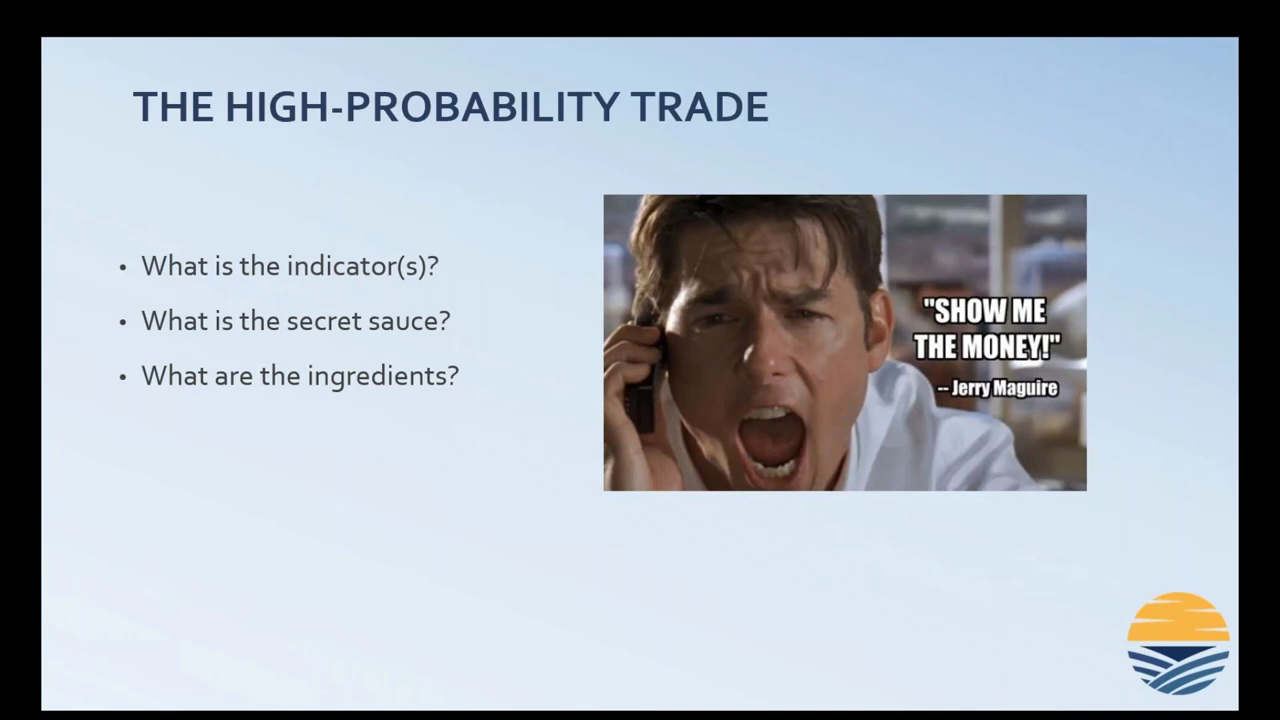 THE HIGH-PROBABILITY TRADE
• What is the indicator(s)?
• What is the secret sauce?
• What are the ingredients?
"SHOW ME
THE MONEY!"
-- Jerry Maguire